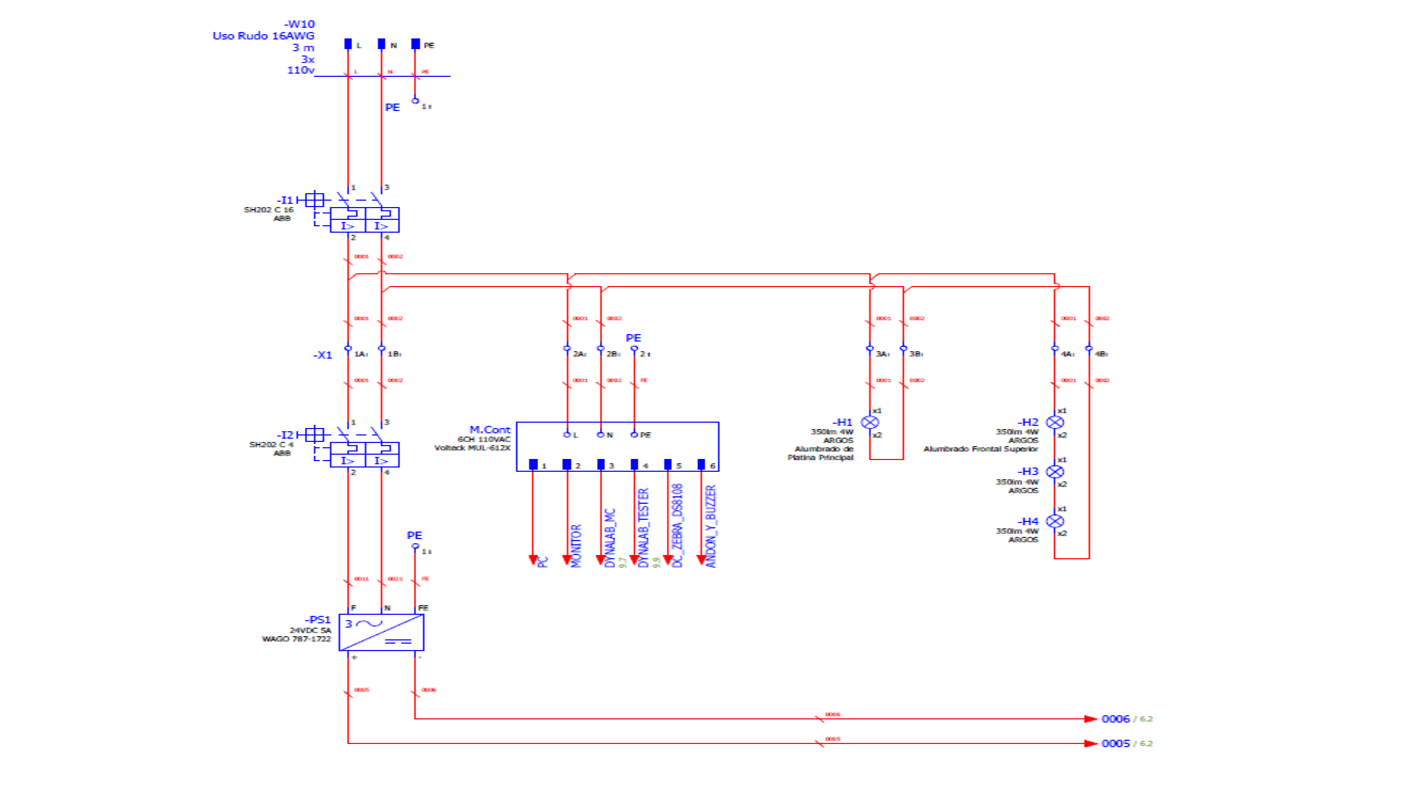 -W10
Uso Rudo 16AWG
3 m
3x
110v
L
N
PE
L
N
PE
PE
1
-I1
SH202 C 16
ABB
1
3
I>
I>
2
4
0001
0002
0001
0002
0001
0002
0001
0002
0001
0002
-X1
1A
1B
2A
2B
PE
2
3A
3B
4A
4B
0001
0002
0001
0002
PE
0001
0002
0001
0002
-I2
SH202 C 4
ABB
1
3
I>
I>
2
4
M.Cont
6CH 110VAC
Volteck MUL-612X
L
N
PE
1
2
3
4
5
6
PC
MONITOR
DYNALAB_MC
9.7
DYNALAB_TESTER
9.9
DC_ZEBRA_DS8108
ANDON_Y_BUZZER
-H1
350lm 4W
ARGOS
Alumbrado de
Platina Principal
x1
x2
-H2
350lm 4W
ARGOS
Alumbrado Frontal Superior
x1
x2
-H3
350lm 4W
ARGOS
x1
x2
-H4
350lm 4W
ARGOS
x1
x2
PE
1
0011
0021
PE
F
N
PE
-PS1
24VDC 5A
WAGO 787-1722
3
+
-
0005
0006
0006
0006 / 6.2
0005
0005 / 6.2